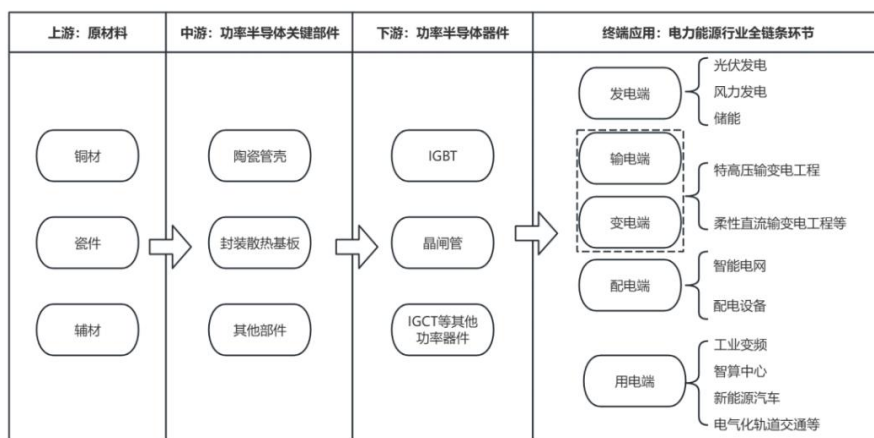 上游：原材料
中游：功率半导体关键部件
下游：功率半导体器件
终端应用：电力能源行业全链条环节
铜材
瓷件
辅材
陶瓷管壳
封装散热基板
其他部件
IGBT
晶闸管
IGCT等其他
功率器件
发电端
光伏发电
风力发电
储能
输电端
变电端
特高压输变电工程
柔性直流输变电工程等
配电端
智能电网
配电设备
用电端
工业变频
智算中心
新能源汽车
电气化轨道交通等